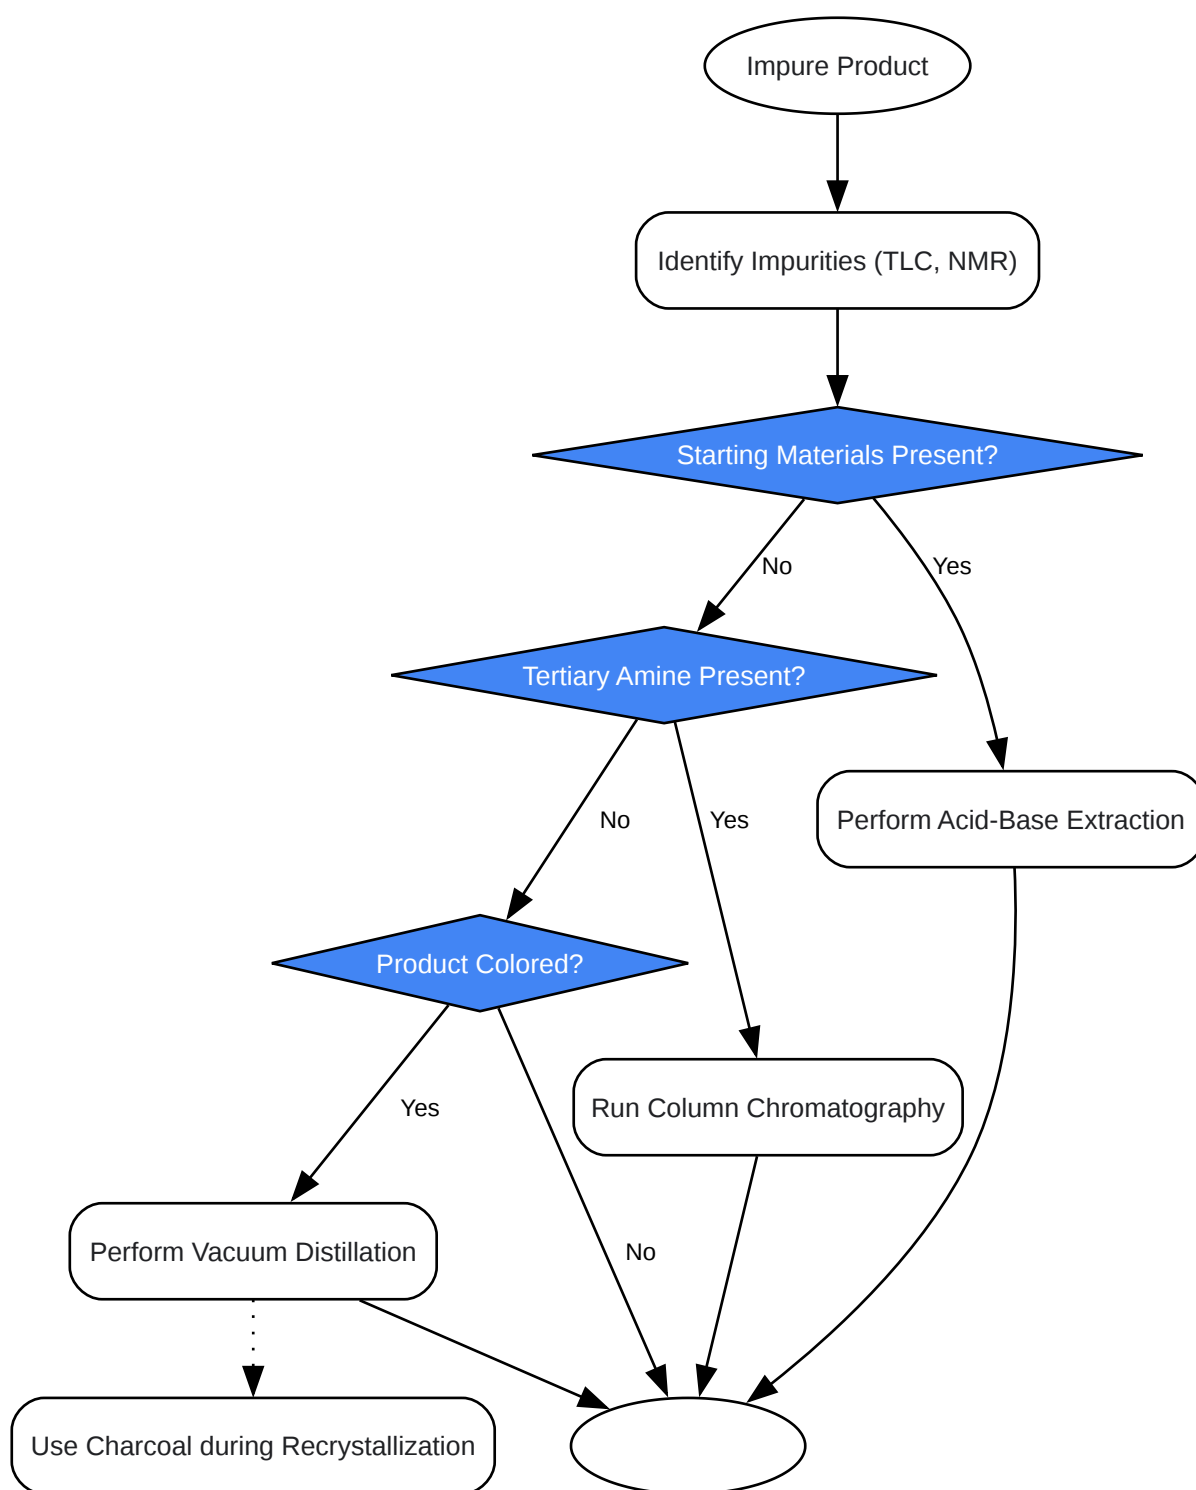 Impure Product
Identify Impurities (TLC, NMR)
Starting Materials Present?
No
Yes
Tertiary Amine Present?
No
Yes
Perform Acid-Base Extraction
Product Colored?
Yes
Run Column Chromatography
Perform Vacuum Distillation
No
Use Charcoal during Recrystallization